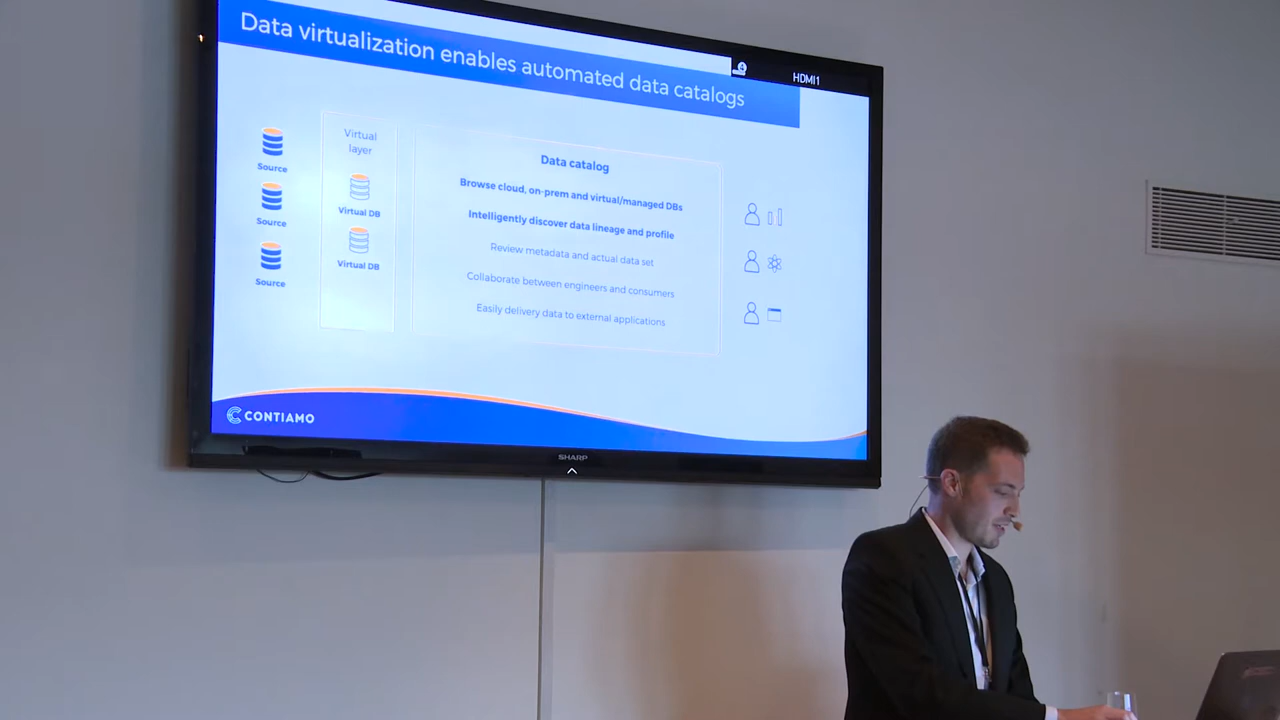 Data virtualization enables automated data catalogs
HDMI1
Source
Source
Source
Virtual
layer
Virtual DB
Virtual DB
Data catalog
Browse cloud, on-prem and virtual/managed DBs
Intelligently discover data lineage and profile
Review metadata and actual data set
Collaborate between engineers and consumers
Easily delivery data to external applications
CONTIAMO
SHARP